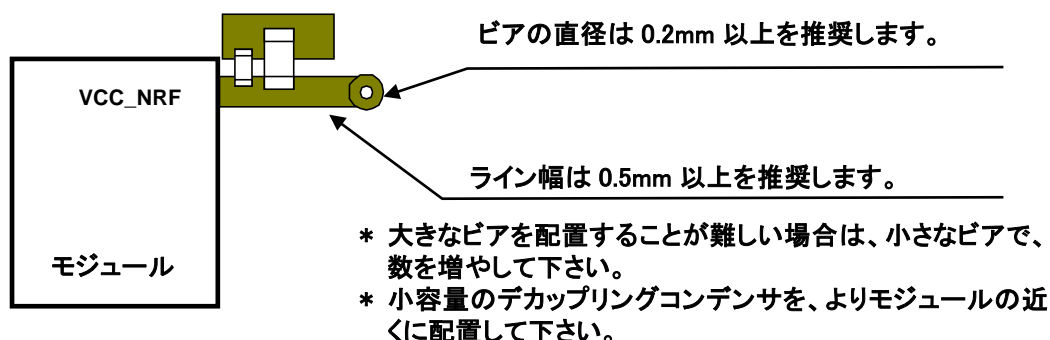 ビアの直径は 0.2mm 以上を推奨します。
VCC_NRF
ライン幅は 0.5mm 以上を推奨します。
モジュール
* 大きなビアを配置することが難しい場合は、小さなビアで、
数を増やして下さい。
* 小容量のデカップリングコンデンサを、よりモジュールの近
くに配置して下さい。